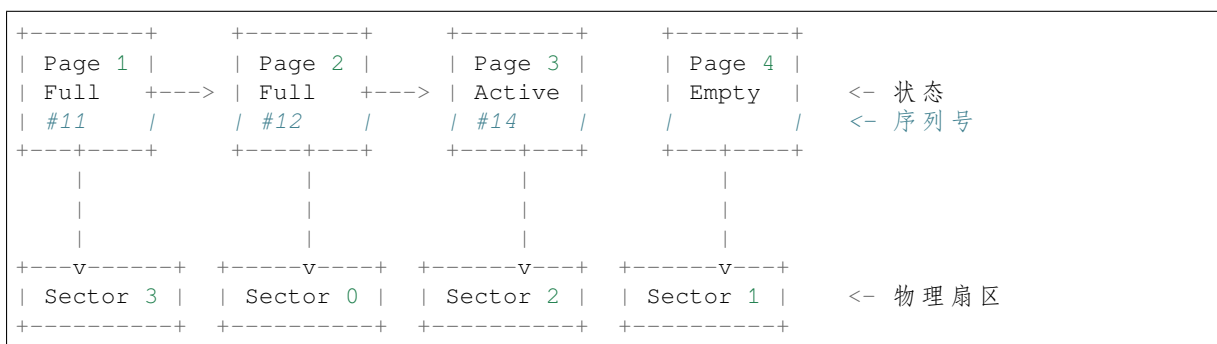 +--------+ +--------+ +--------+ +--------+
| Page 1 | | Page 2 | | Page 3 | | Page 4 |
| Full +---> | Full +---> | Active | | Empty | <- 状态
| #11 | | #12 | | #14 | | | <- 序列号
+---+----+ +----+---+ +----+---+ +---+----+
| | | |
| | | |
| | | |
+---v------+ +-----v----+ +------v---+ +------v---+
| Sector 3 | | Sector 0 | | Sector 2 | | Sector 1 | <- 物理扇区
+----------+ +----------+ +----------+ +----------+